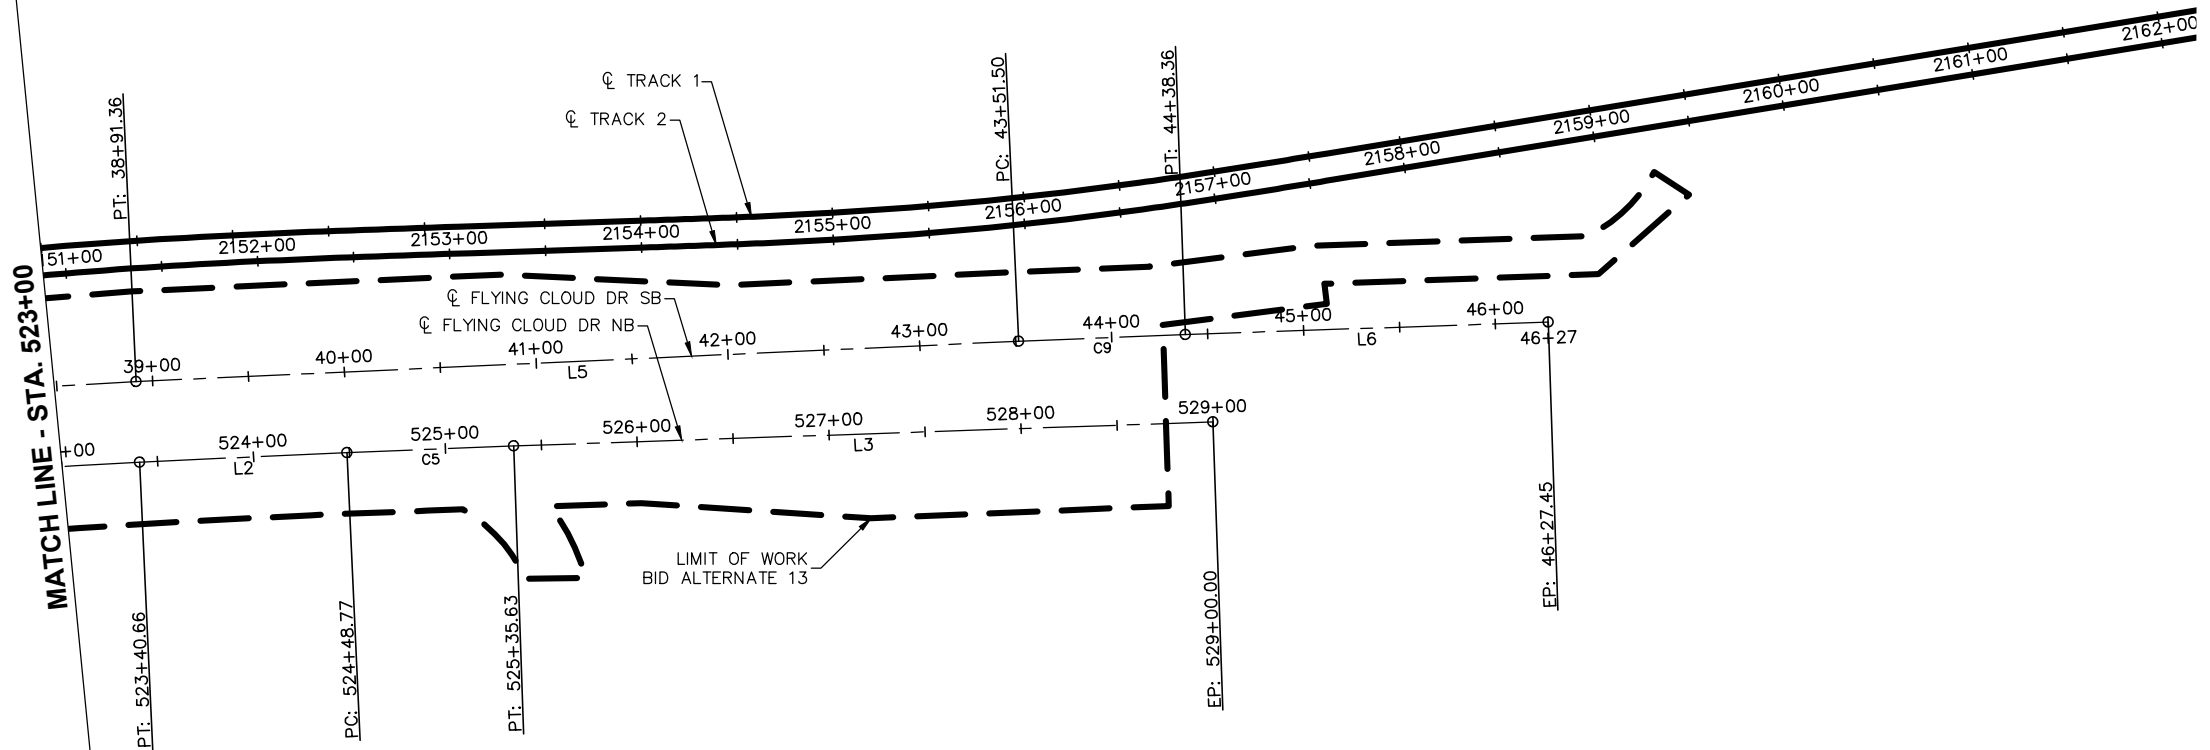 MATCH LINE - STA. 523+00
PT: 38+91.36
℄ TRACK 1
℄ TRACK 2
PC: 43+51.50
PT: 44+38.36
51+00
2152+00
2153+00
2154+00
2155+00
2156+00
2157+00
2158+00
2159+00
2160+00
2161+00
2162+00
℄ FLYING CLOUD DR SB
℄ FLYING CLOUD DR NB
39+00
40+00
41+00
42+00
43+00
44+00
45+00
46+00
46+27
L5
C9
L6
+00
524+00
525+00
526+00
527+00
528+00
529+00
L2
C5
L3
LIMIT OF WORK
BID ALTERNATE 13
PT: 523+40.66
PC: 524+48.77
PT: 525+35.63
EP: 529+00.00
EP: 46+27.45